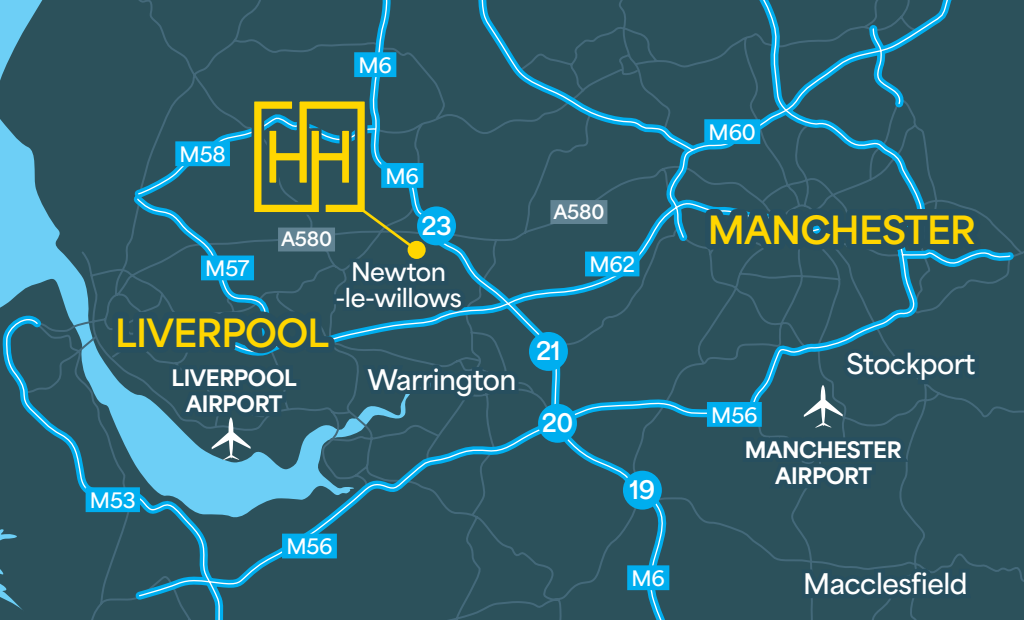 M6
M60
HH
M58
M6
A580
23
MANCHESTER
A580
M62
M57
Newton
-le-willows
LIVERPOOL
21
Stockport
LIVERPOOL
AIRPORT
Warrington
M56
20
MANCHESTER
AIRPORT
19
M53
M56
M6
Macclesfield